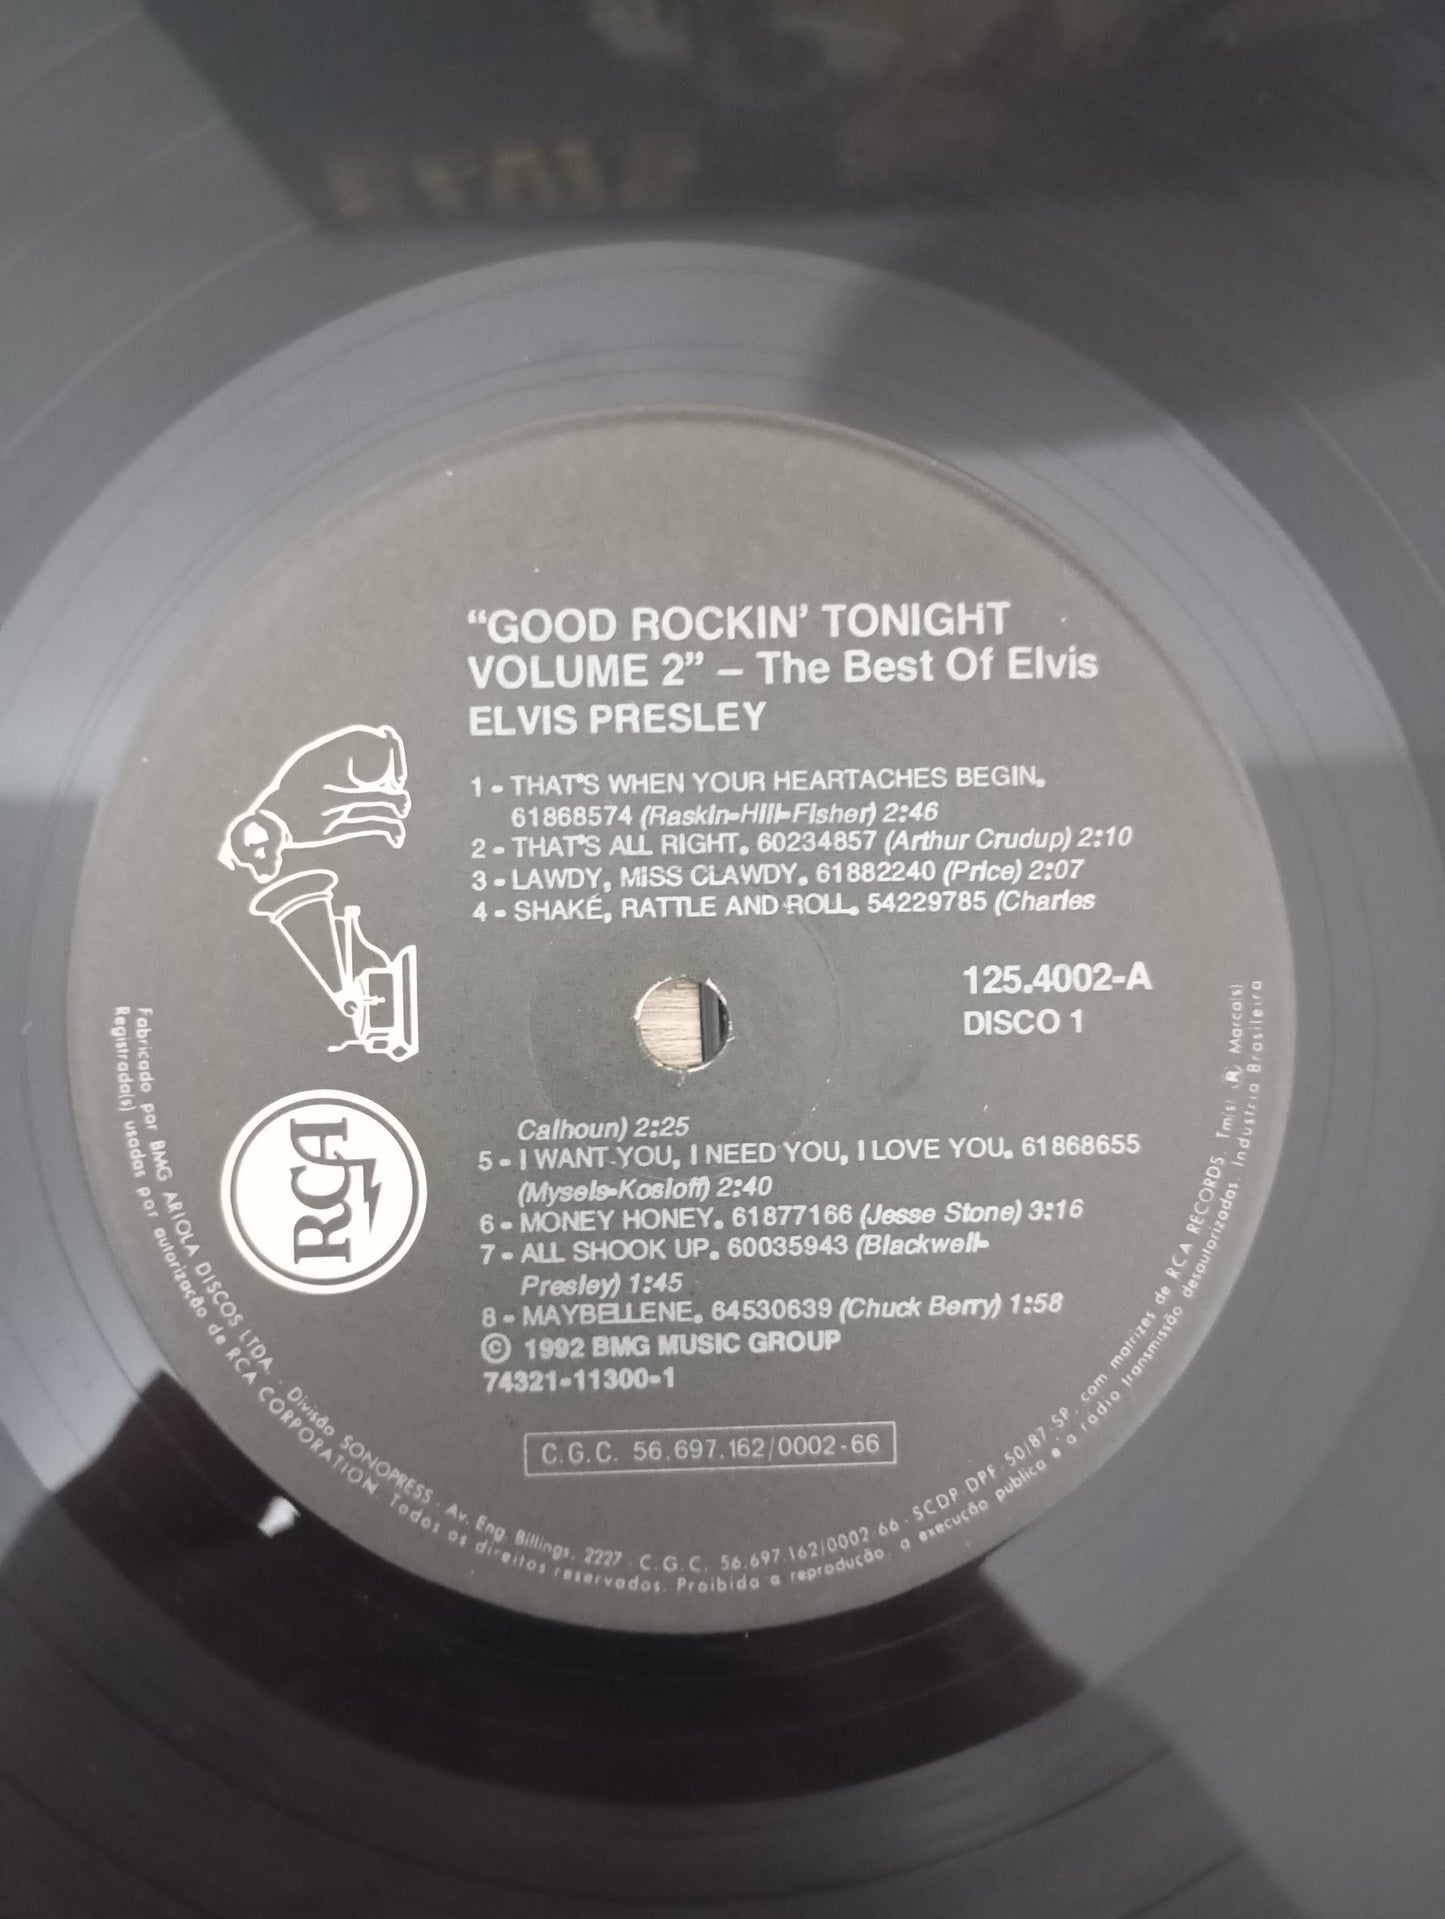 “GOOD ROCKIN’ TONIGHT
VOLUME 2” – The Best Of Elvis
ELVIS PRESLEY
1 - THAT'S WHEN YOUR HEARTACHES BEGIN.
61868574 (Raskin-Hill-Fisher) 2:46
2 - THAT'S ALL RIGHT. 60234857 (Arthur Crudup) 2:10
3 - LAWDY, MISS CLAWDY. 61882240 (Price) 2:07
4 - SHAKE, RATTLE AND ROLL. 54229785 (Charles
125.4002-A
DISCO 1
Calhoun) 2:25
5 - I WANT YOU, I NEED YOU, I LOVE YOU. 61868655
(Mysels-Kosloff) 2:40
6 - MONEY HONEY. 61877166 (Jesse Stone) 3:16
7 - ALL SHOOK UP. 60035943 (Blackwell-
Presley) 1:45
8 - MAYBELLENE. 64530639 (Chuck Berry) 1:58
© 1992 BMG MUSIC GROUP
74321-11300-1
C.G.C. 56.697.162/0002-66
RCA
Fabricado por BMG ARIOLA DISCOS LTDA. - Divisão SONOPRESS - Av. Eng. Billings, 2227 - C.G.C. 56.697.162/0002-66 - SCDP-DPF-50/87-SP, com matrizes de RCA RECORDS. Tm(s) ® Marca(s)
Registrada(s) usadas por autorização de RCA CORPORATION. Todos os direitos reservados. Proibida a reprodução, a execução pública e a rádio transmissão desautorizadas. Indústria Brasileira